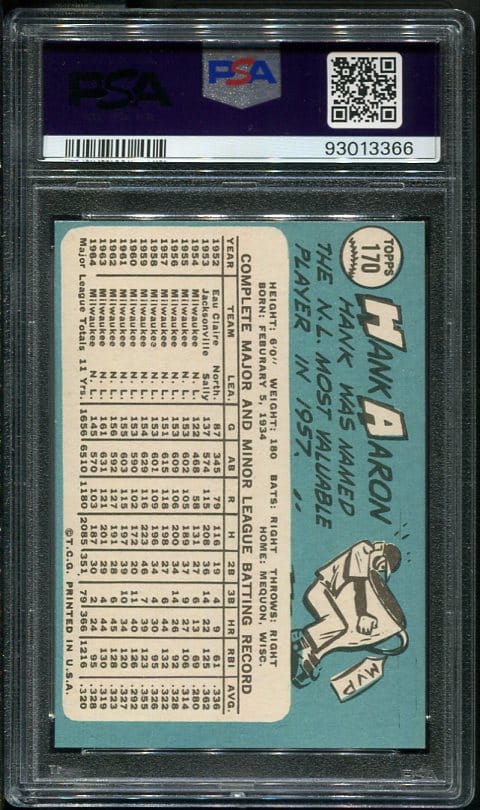 PSA
PSA
93013366
TOPPS
170
HANK AARON
HANK WAS NAMED
THE N.L. MOST VALUABLE
PLAYER IN 1957.
MVP
HEIGHT: 6'0" WEIGHT: 180 BATS: RIGHT THROWS: RIGHT
BORN: FEBURARY 5, 1934 HOME: MEQUON, WISC.
COMPLETE MAJOR AND MINOR LEAGUE BATTING RECORD
YEAR TEAM LEA. G AB R H 2B 3B HR RBI AVG.
1952 Eau Claire North. 87 345 79 116 19 4 9 61 .336
1953 Jacksonville Sally 137 574 115 208 36 14 22 125 .362
1954 Milwaukee N. L. 122 468 58 131 27 6 13 69 .280
1955 Milwaukee N. L. 153 602 105 189 37 9 27 106 .314
1956 Milwaukee N. L. 153 609 106 200 34 14 26 92 .328
1957 Milwaukee N. L. 151 615 118 198 27 6 44 132 .322
1958 Milwaukee N. L. 153 601 109 196 34 4 30 95 .326
1959 Milwaukee N. L. 154 629 116 223 46 7 39 123 .355
1960 Milwaukee N. L. 153 590 102 172 20 11 40 126 .292
1961 Milwaukee N. L. 155 603 115 197 39 10 34 120 .327
1962 Milwaukee N. L. 156 592 127 191 28 6 45 128 .323
1963 Milwaukee N. L. 161 631 121 201 29 4 44 130 .319
1964 Milwaukee N. L. 145 570 103 187 30 2 24 95 .328
Major League Totals 11 Yrs. 1656 6510 1180 2085 351 79 366 1216 .320
©T.C.G. PRINTED IN U.S.A.